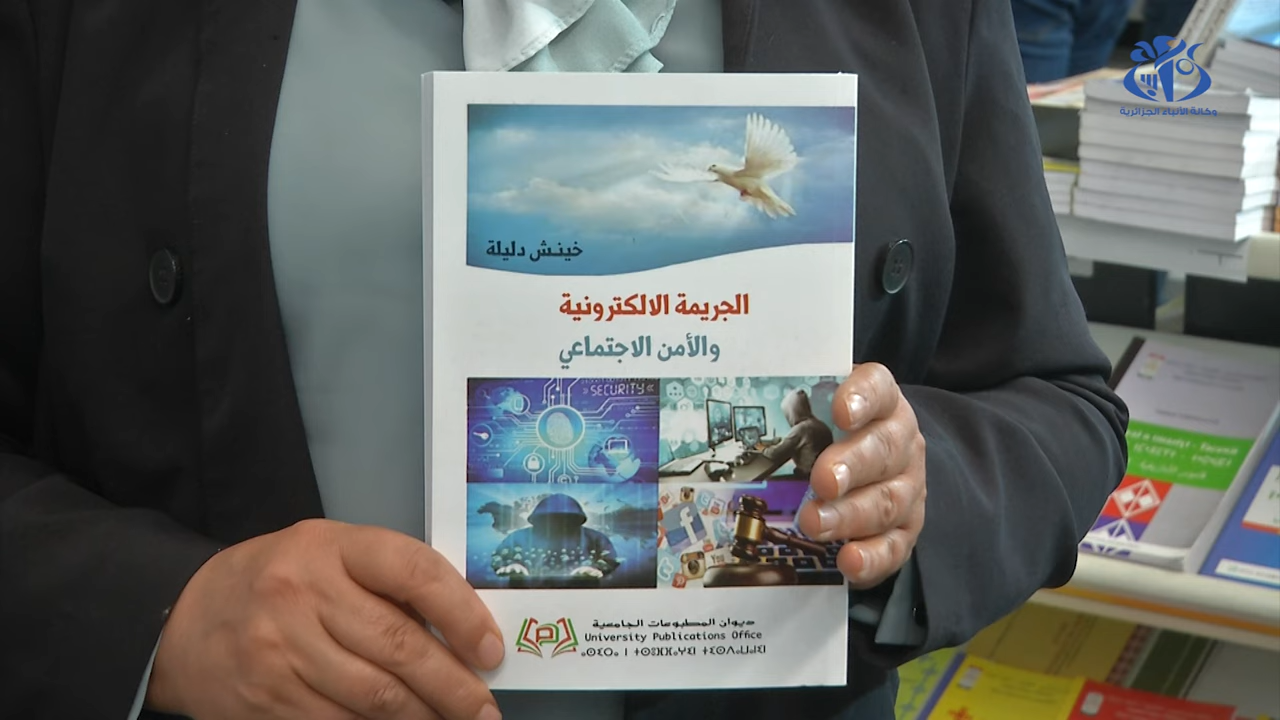 وكالة الأنباء الجزائرية
خينش دليلة
الجريمة الالكترونية
والأمن الاجتماعي
SECURITY
ديوان المطبوعات الجامعية
University Publications Office